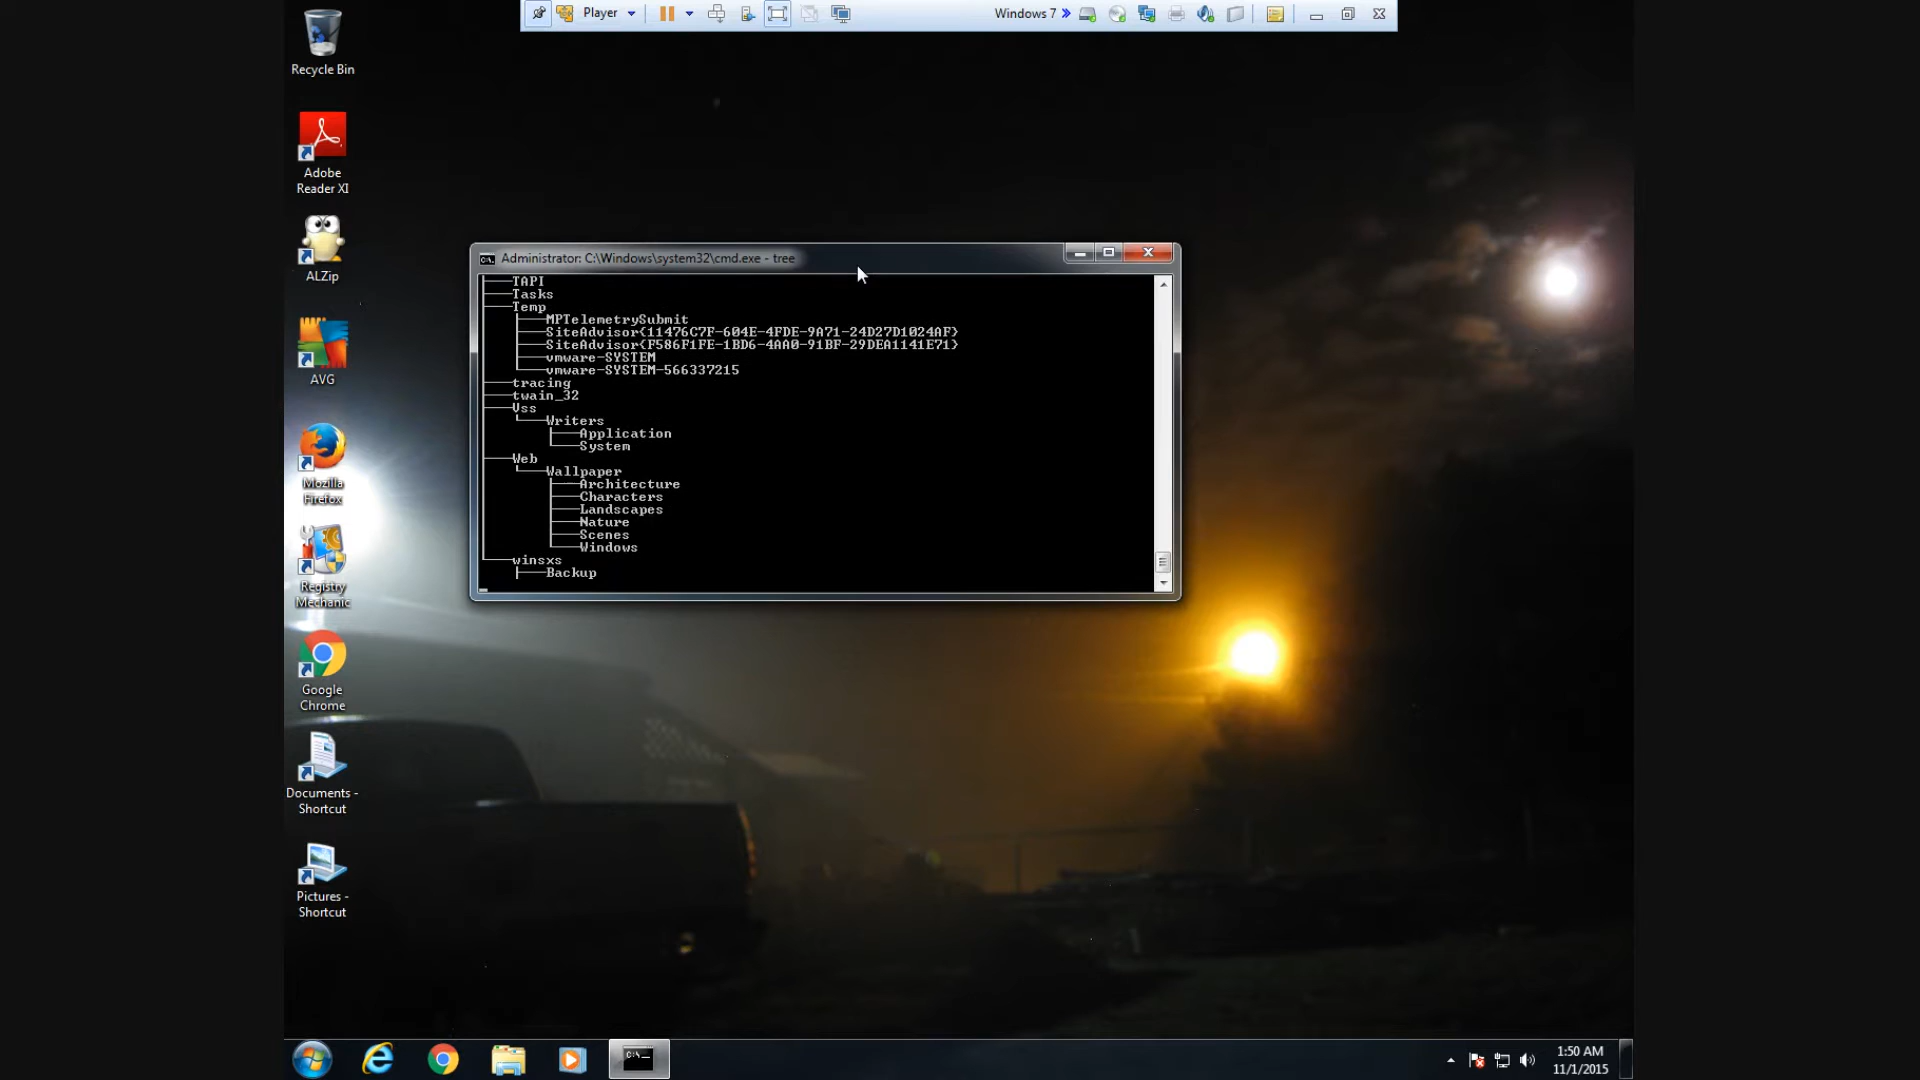 Player
Windows 7
Recycle Bin
Adobe
Reader XI
ALZip
AVG
Mozilla
Firefox
Registry
Mechanic
Google
Chrome
Documents -
Shortcut
Pictures -
Shortcut
Administrator: C:\Windows\system32\cmd.exe - tree
TAPI
Tasks
Temp
MPTelemetrySubmit
SiteAdvisor{11476C7F-604E-4FDE-9A71-24D27D1024AF}
SiteAdvisor{F586F1FE-1BD6-4AA0-91BF-29DEA1141E71}
vmware-SYSTEM
vmware-SYSTEM-566337215
tracing
twain_32
Vss
Writers
Application
System
Web
Wallpaper
Architecture
Characters
Landscapes
Nature
Scenes
Windows
winsxs
Backup
C:\_
1:50 AM
11/1/2015